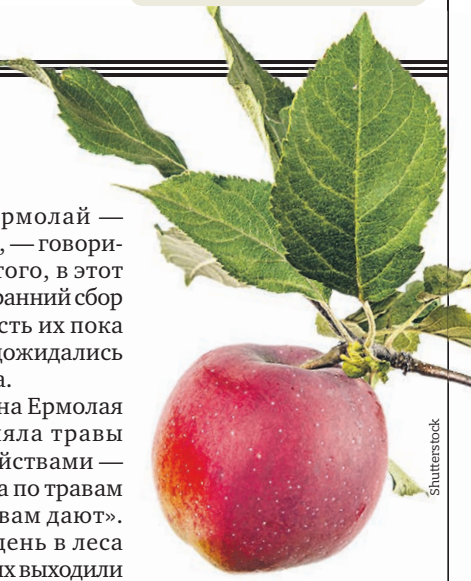 рмолай —
, — говори-
того, в этот
ранний сбор
сть их пока
дожидались
а.
на Ермолая
яла травы
йствами —
а по травам
вам дают».
день в леса
их выходили
Shutterstock